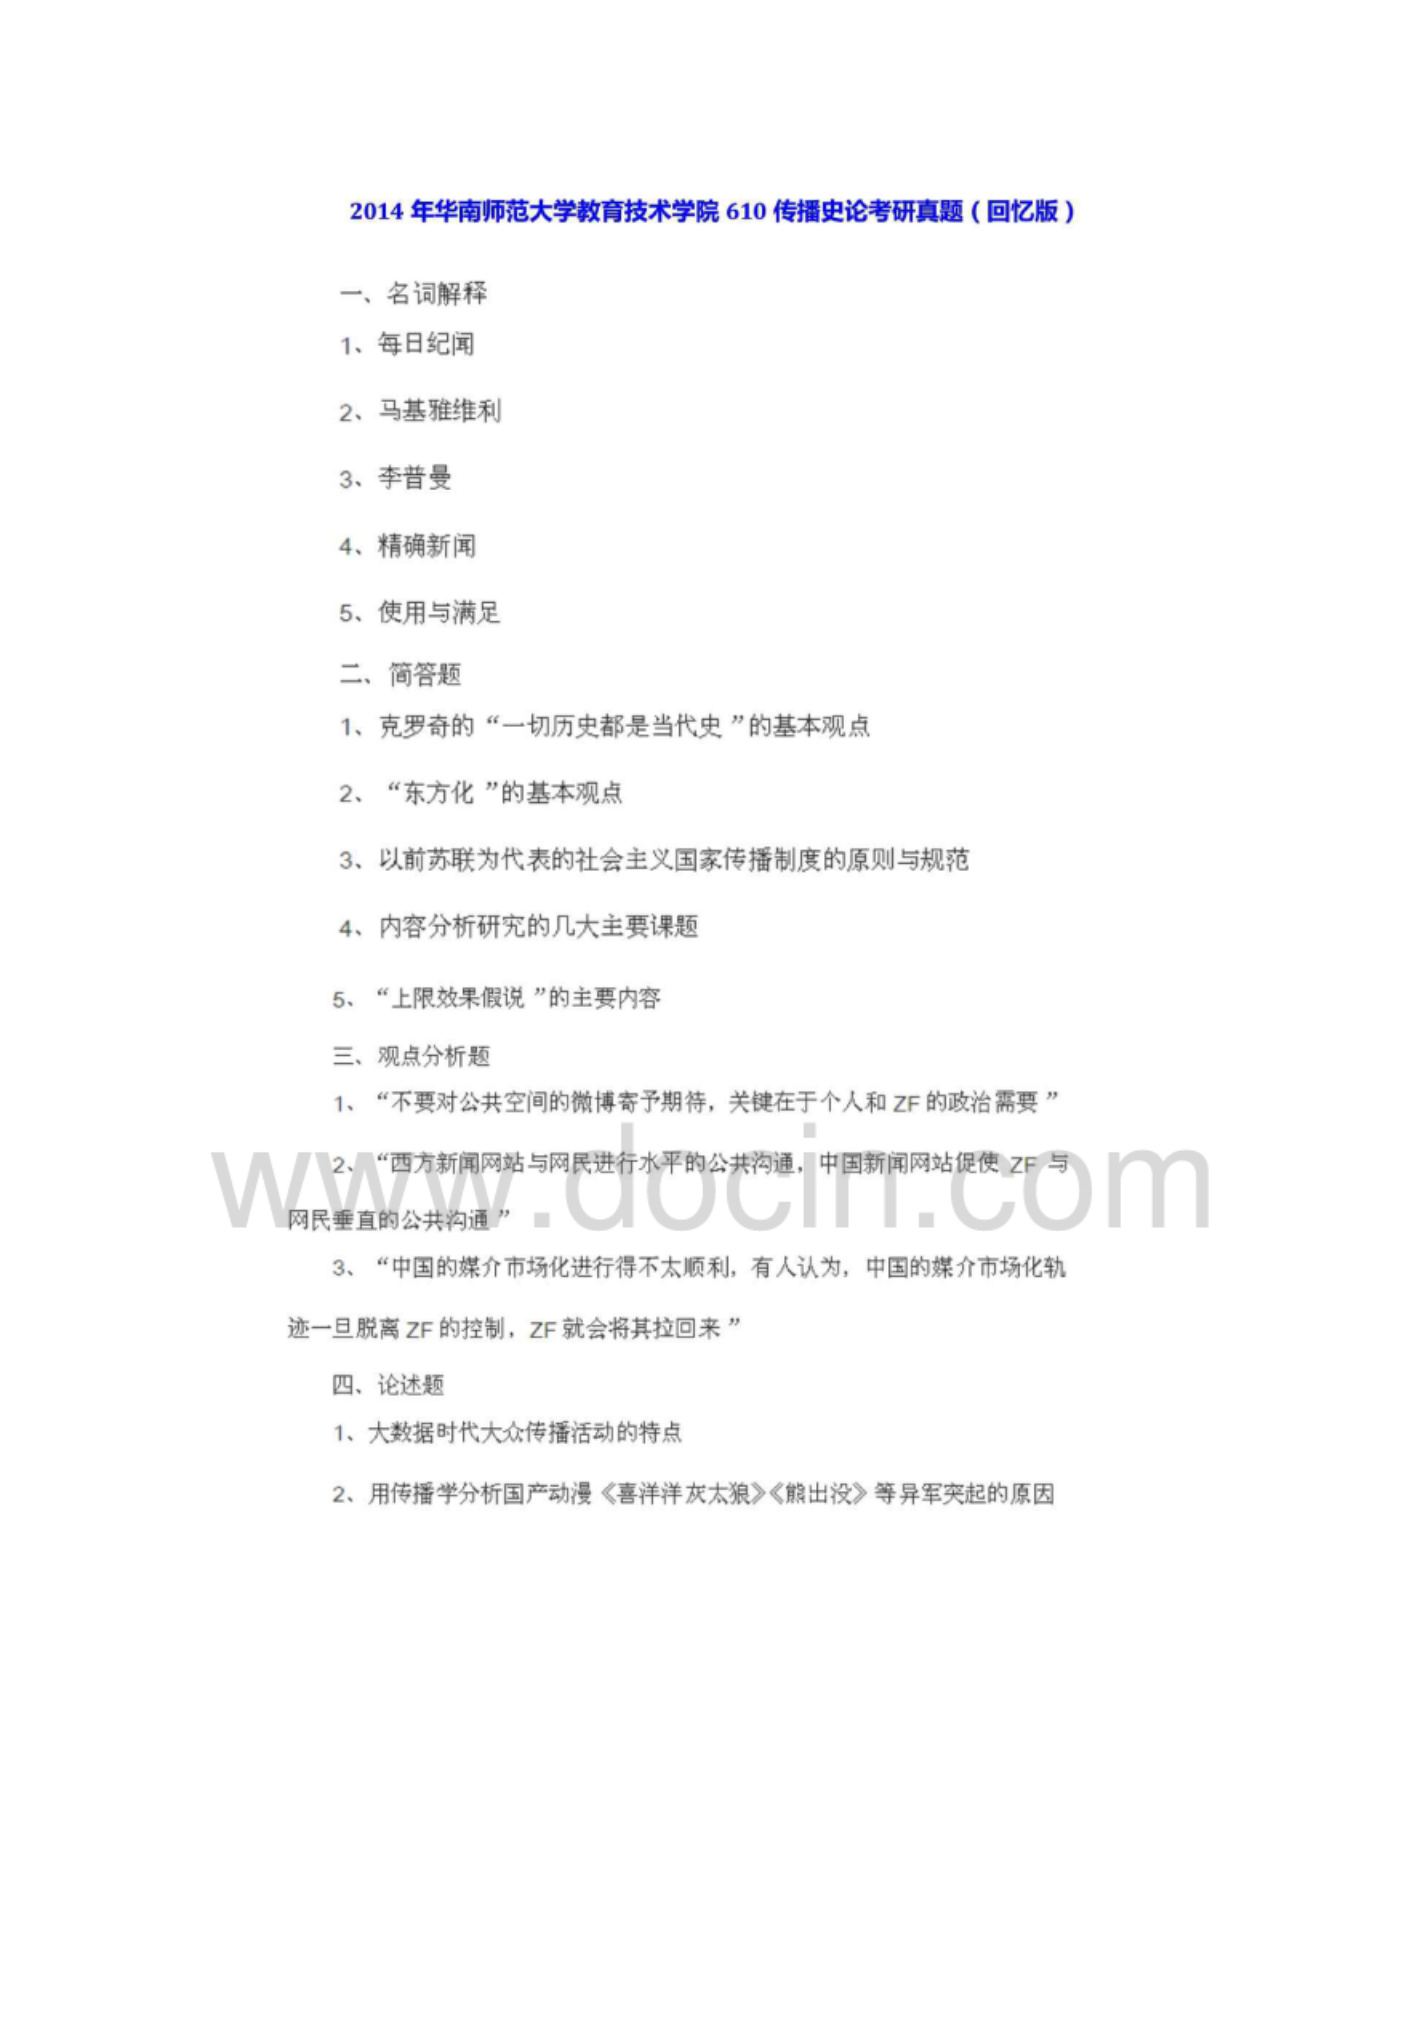 2014 年华南师范大学教育技术学院 610 传播史论考研真题（回忆版）
一、名词解释
1、每日纪闻
2、马基雅维利
3、李普曼
4、精确新闻
5、使用与满足
二、简答题
1、克罗奇的“一切历史都是当代史”的基本观点
2、“东方化”的基本观点
3、以前苏联为代表的社会主义国家传播制度的原则与规范
4、内容分析研究的几大主要课题
5、“上限效果假说”的主要内容
三、观点分析题
1、“不要对公共空间的微博寄予期待，关键在于个人和 ZF 的政治需要”
2、“西方新闻网站与网民进行水平的公共沟通，中国新闻网站促使 ZF 与
网民垂直的公共沟通”
www.docin.com
3、“中国的媒介市场化进行得不太顺利，有人认为，中国的媒介市场化轨
迹一旦脱离 ZF 的控制，ZF 就会将其拉回来”
四、论述题
1、大数据时代大众传播活动的特点
2、用传播学分析国产动漫《喜洋洋灰太狼》《熊出没》等异军突起的原因